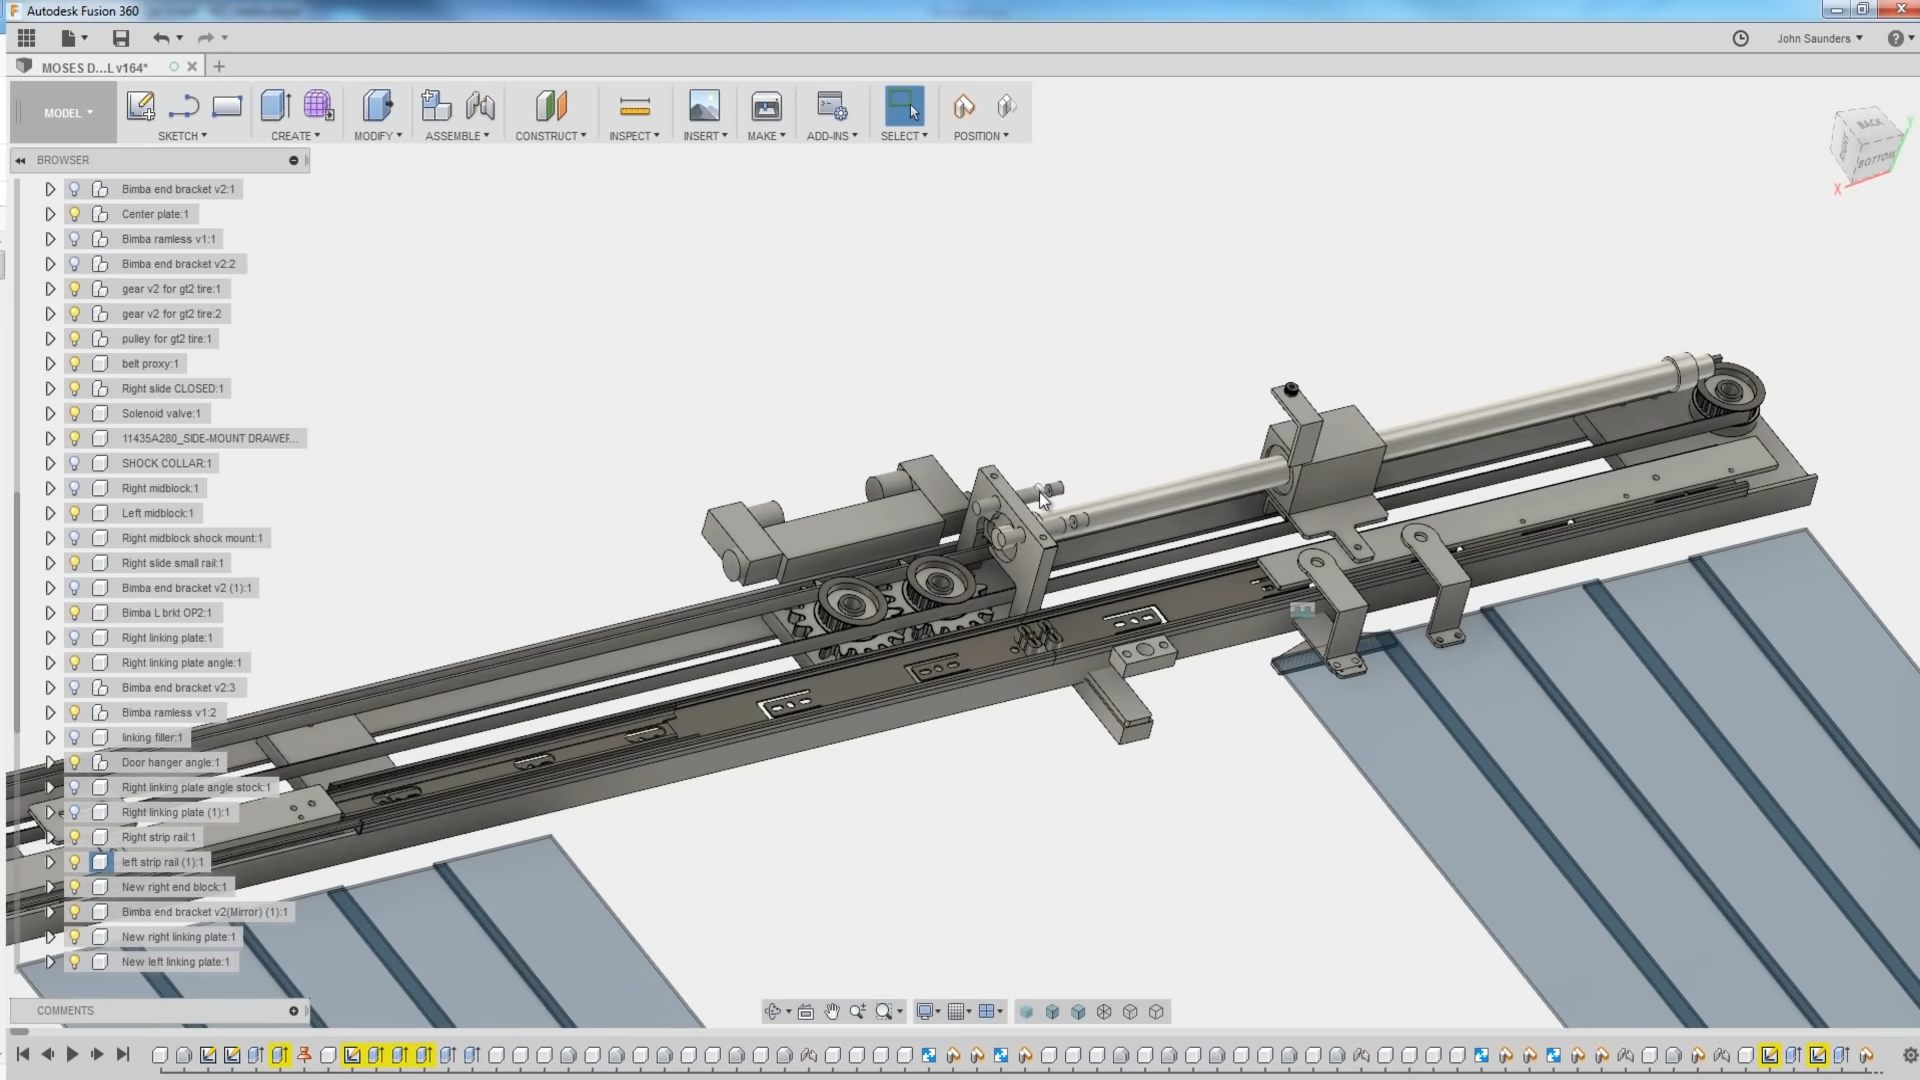 Autodesk Fusion 360
John Saunders
MOSES D...L v164*
MODEL
SKETCH
CREATE
MODIFY
ASSEMBLE
CONSTRUCT
INSPECT
INSERT
MAKE
ADD-INS
SELECT
POSITION
BACK
RIGHT
BOTTOM
Y
X
BROWSER
Bimba end bracket v2:1
Center plate:1
Bimba ramless v1:1
Bimba end bracket v2:2
gear v2 for gt2 tire:1
gear v2 for gt2 tire:2
pulley for gt2 tire:1
belt proxy:1
Right slide CLOSED:1
Solenoid valve:1
11435A280_SIDE-MOUNT DRAWER...
SHOCK COLLAR:1
Right midblock:1
Left midblock:1
Right midblock shock mount:1
Right slide small rail:1
Bimba end bracket v2 (1):1
Bimba L brkt OP2:1
Right linking plate:1
Right linking plate angle:1
Bimba end bracket v2:3
Bimba ramless v1:2
linking filler:1
Door hanger angle:1
Right linking plate angle stock:1
Right linking plate (1):1
Right strip rail:1
left strip rail (1):1
New right end block:1
Bimba end bracket v2(Mirror) (1):1
New right linking plate:1
New left linking plate:1
COMMENTS